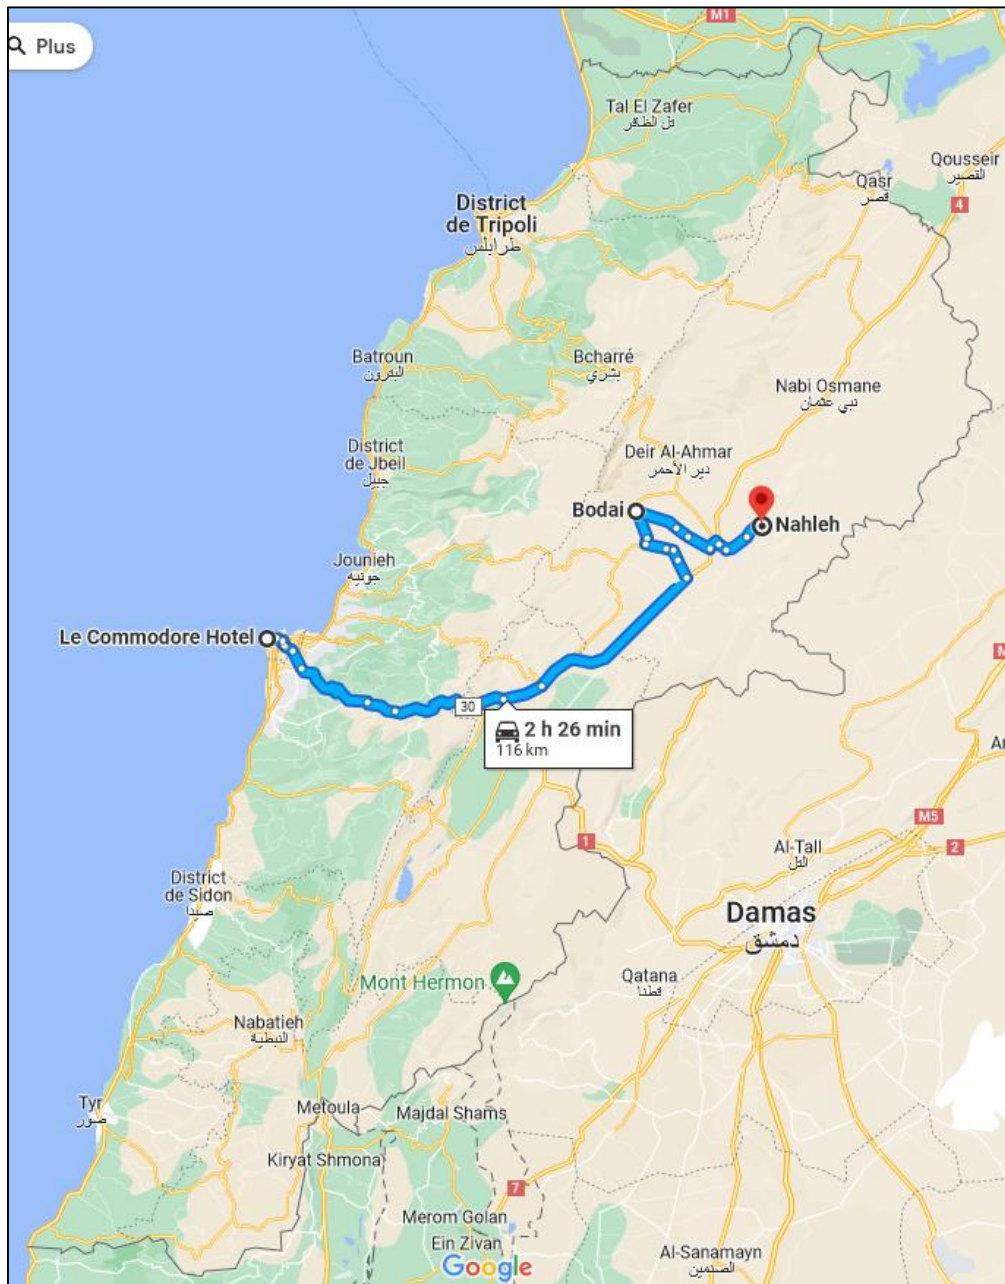 Plus
M1
Tal El Zafer
تل الظافر
Qousseir
القصير
Qasr
قصر
4
District
de Tripoli
طرابلس
Batroun
البترون
Bcharré
بشري
Nabi Osmane
نبي عثمان
District
de Jbeil
جبيل
Deir Al-Ahmar
دير الأحمر
Bodai
Nahleh
Jounieh
جونيه
Le Commodore Hotel
30
2 h 26 min
116 km
M5
1
Al-Tall
التل
2
District
de Sidon
صيدا
Damas
دمشق
Mont Hermon
Qatana
قطنا
Nabatieh
النبطية
Tyr
صور
Metoula
Majdal Shams
Kiryat Shmona
7
Merom Golan
Ein Zivan
Al-Sanamayn
الصنمين
Google